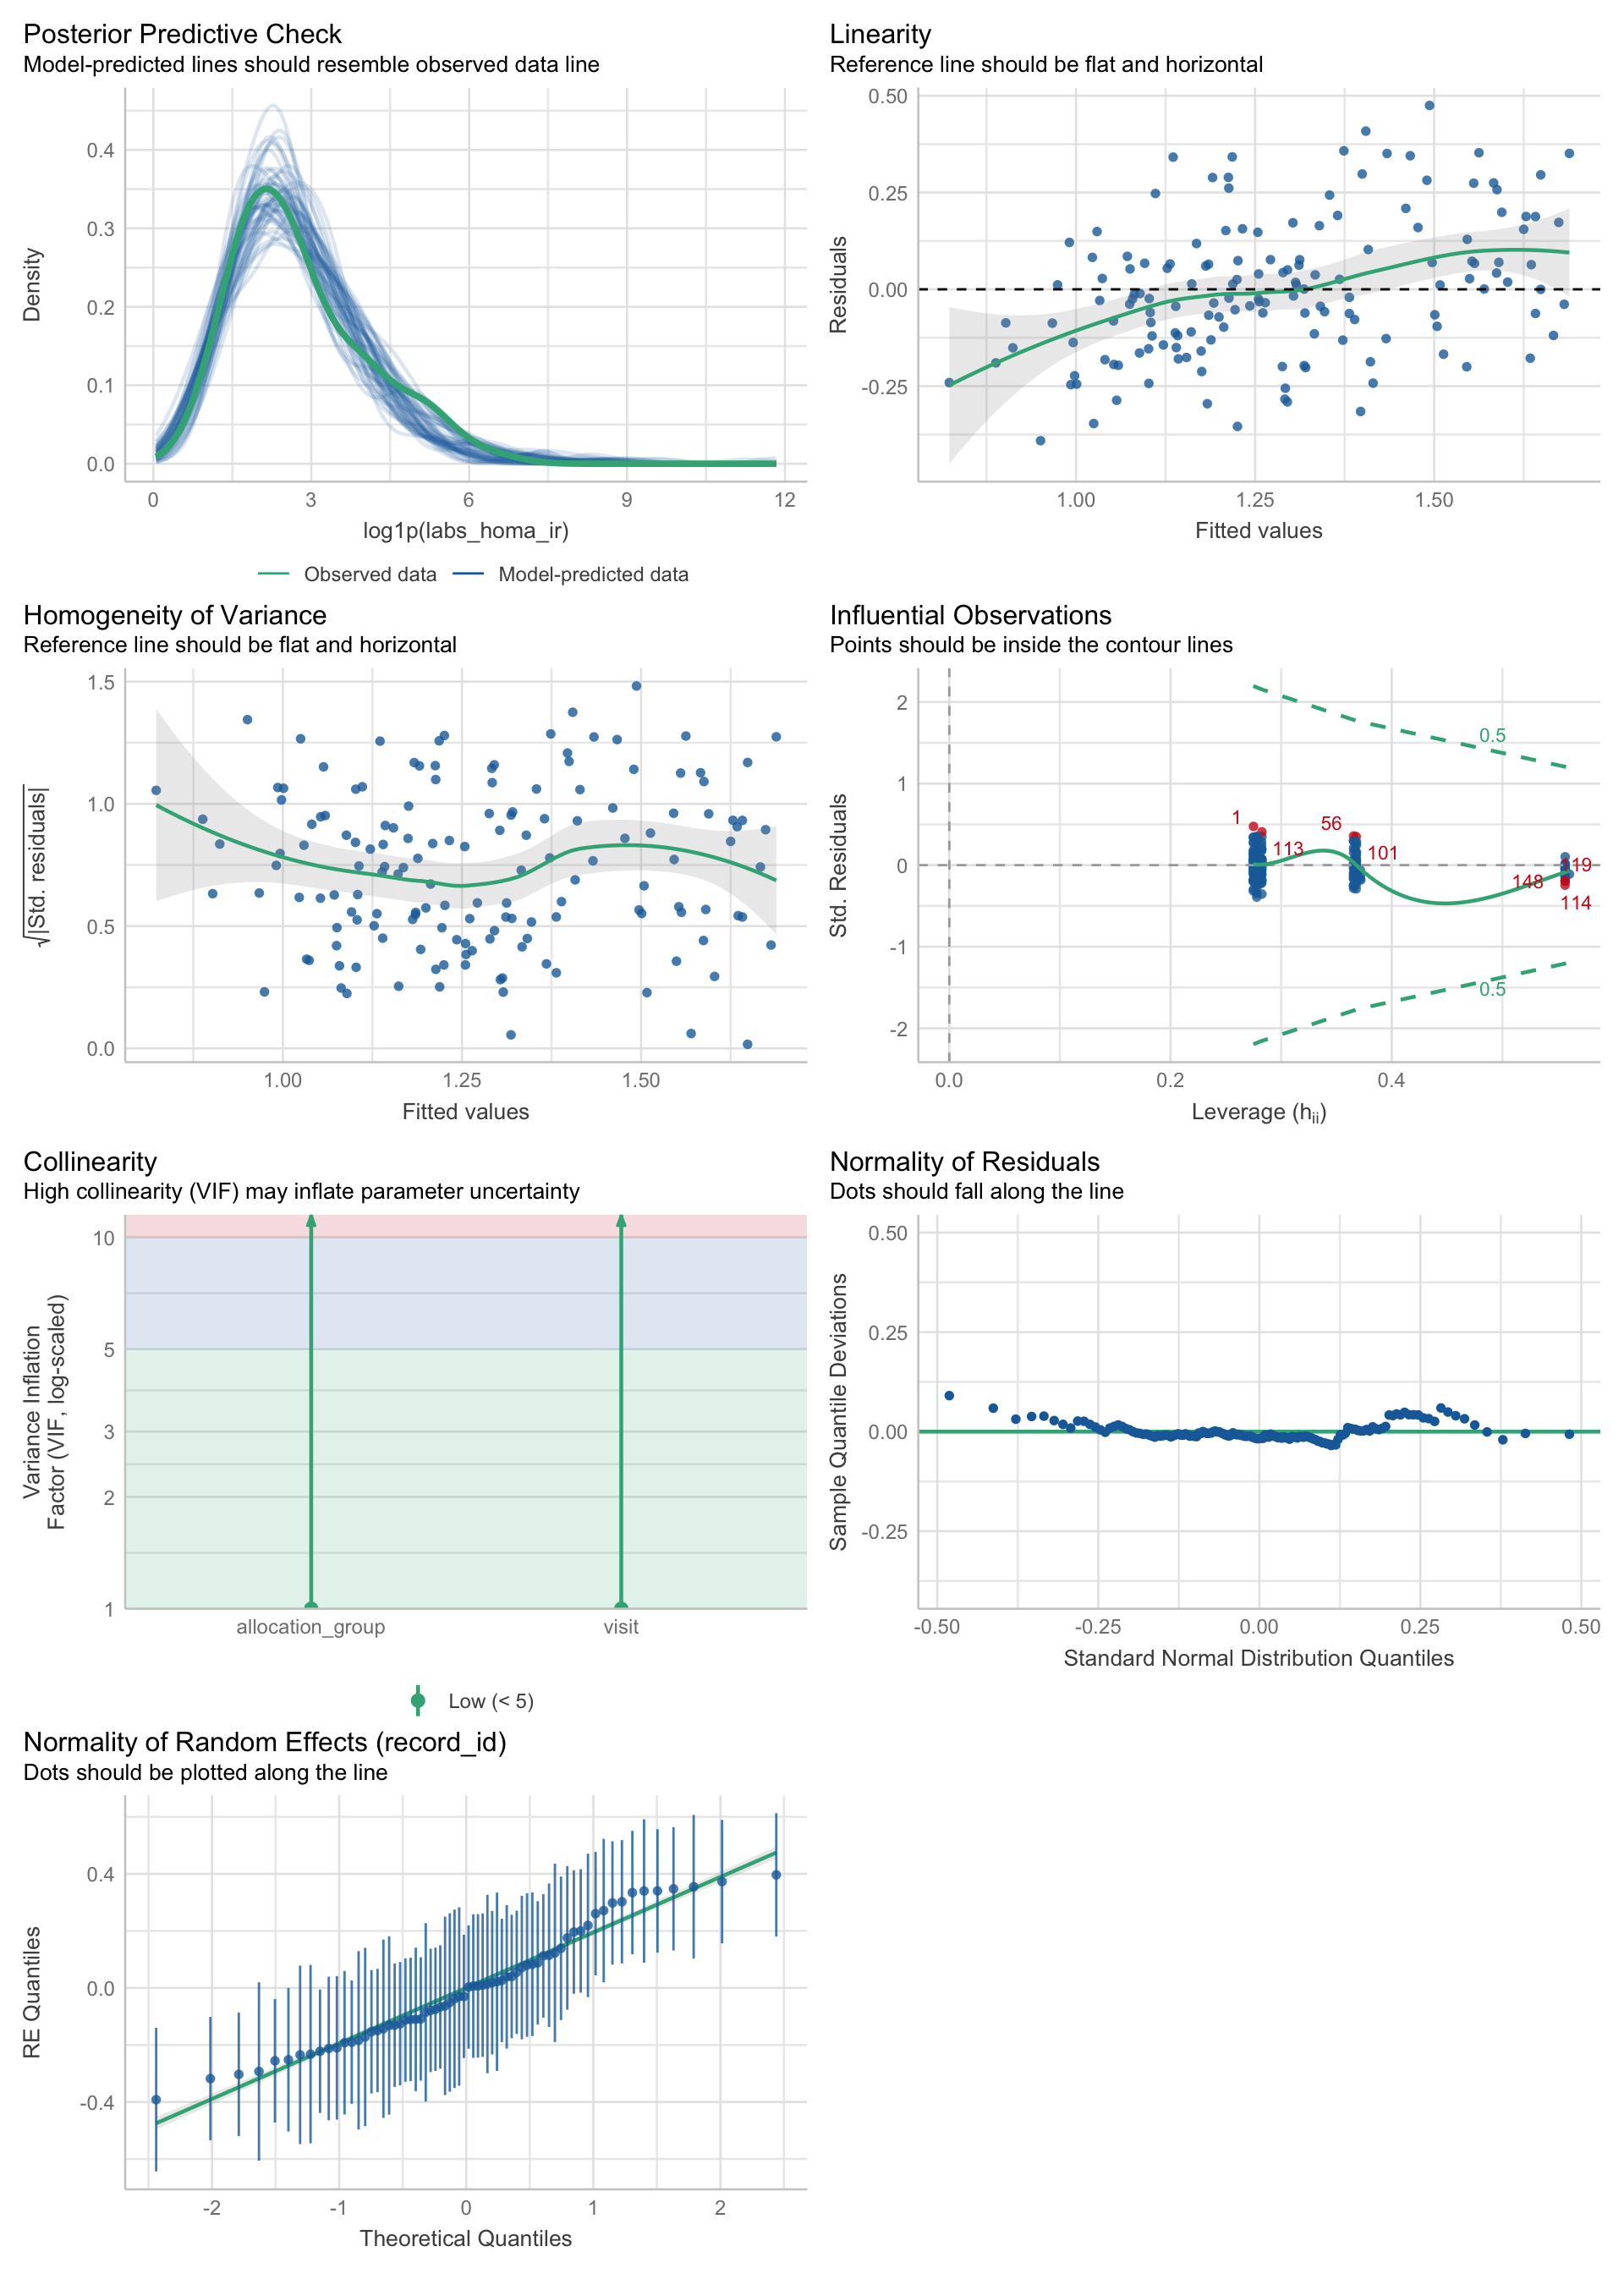 Posterior Predictive Check
Model-predicted lines should resemble observed data line
Density
0.4
0.3
0.2
0.1
0.0
0
3
6
9
12
log1p(labs_homa_ir)
Observed data
Model-predicted data
Linearity
Reference line should be flat and horizontal
Residuals
0.50
0.25
0.00
-0.25
1.00
1.25
1.50
Fitted values
Homogeneity of Variance
Reference line should be flat and horizontal
√|Std. residuals|
1.5
1.0
0.5
0.0
1.00
1.25
1.50
Fitted values
Influential Observations
Points should be inside the contour lines
Std. Residuals
2
1
0
-1
-2
0.5
1
56
113
101
119
148
114
0.5
0.0
0.2
0.4
Leverage (hii)
Collinearity
High collinearity (VIF) may inflate parameter uncertainty
Variance Inflation
Factor (VIF, log-scaled)
10
5
3
2
1
allocation_group
visit
Low (< 5)
Normality of Residuals
Dots should fall along the line
Sample Quantile Deviations
0.50
0.25
0.00
-0.25
-0.50
-0.25
0.00
0.25
0.50
Standard Normal Distribution Quantiles
Normality of Random Effects (record_id)
Dots should be plotted along the line
RE Quantiles
0.4
0.0
-0.4
-2
-1
0
1
2
Theoretical Quantiles